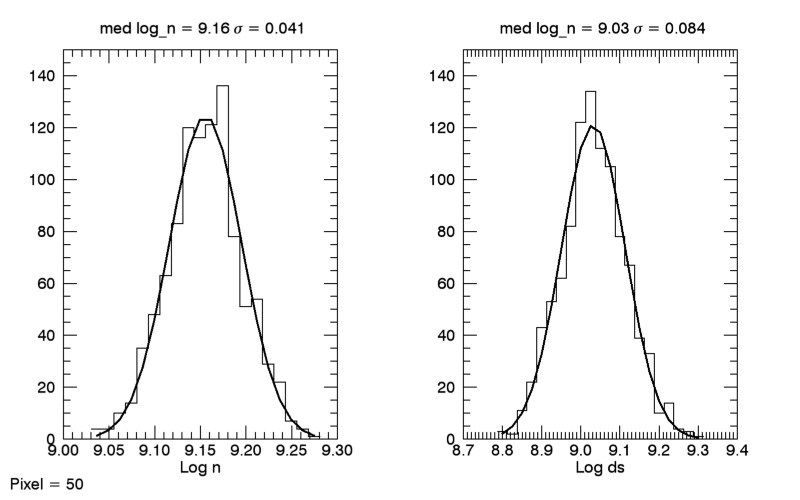 med log_n = 9.16 σ = 0.041
med log_n = 9.03 σ = 0.084
140
120
100
80
60
40
20
0
9.00 9.05 9.10 9.15 9.20 9.25 9.30
Log n
140
120
100
80
60
40
20
0
8.7 8.8 8.9 9.0 9.1 9.2 9.3 9.4
Log ds
Pixel = 50